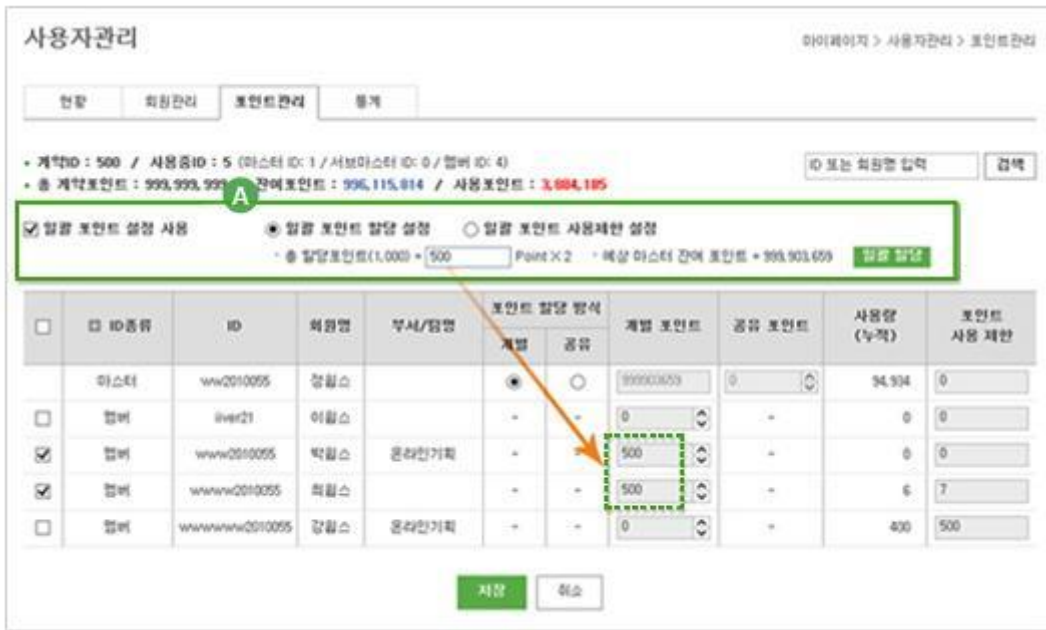 사용자관리
마이페이지 > 사용자관리 > 포인트관리
현황 회원관리 포인트관리 통계
• 계약ID : 500 / 사용중ID : 5 (마스터 ID: 1 / 서브마스터 ID: 0 / 멤버 ID: 4)
ID 또는 회원명 입력 검색
• 총 계약포인트 : 999,999,999 잔여포인트 : 996,115,814 / 사용포인트 : 3,884,185
A
일괄 포인트 설정 사용 일괄 포인트 할당 설정 일괄 포인트 사용제한 설정
총 할당포인트(1,000) = 500 Point X 2 예상 마스터 잔여 포인트 = 999,903,659 일괄 할당
ID종류 ID 회원명 부서/팀명 포인트 할당 방식 개별 포인트 공유 포인트 사용량 (누적) 포인트 사용 제한
개별 공유
마스터 ww2010055 정윕스 999903659 0 94,934 0
멤버 iiver21 이윕스 - - 0 - 0 0
멤버 www2010055 박윕스 온라인기획 - - 500 - 0 0
멤버 wwww2010055 최윕스 - - 500 - 6 7
멤버 wwwwwww2010055 강윕스 온라인기획 - - 0 - 400 500
저장 취소